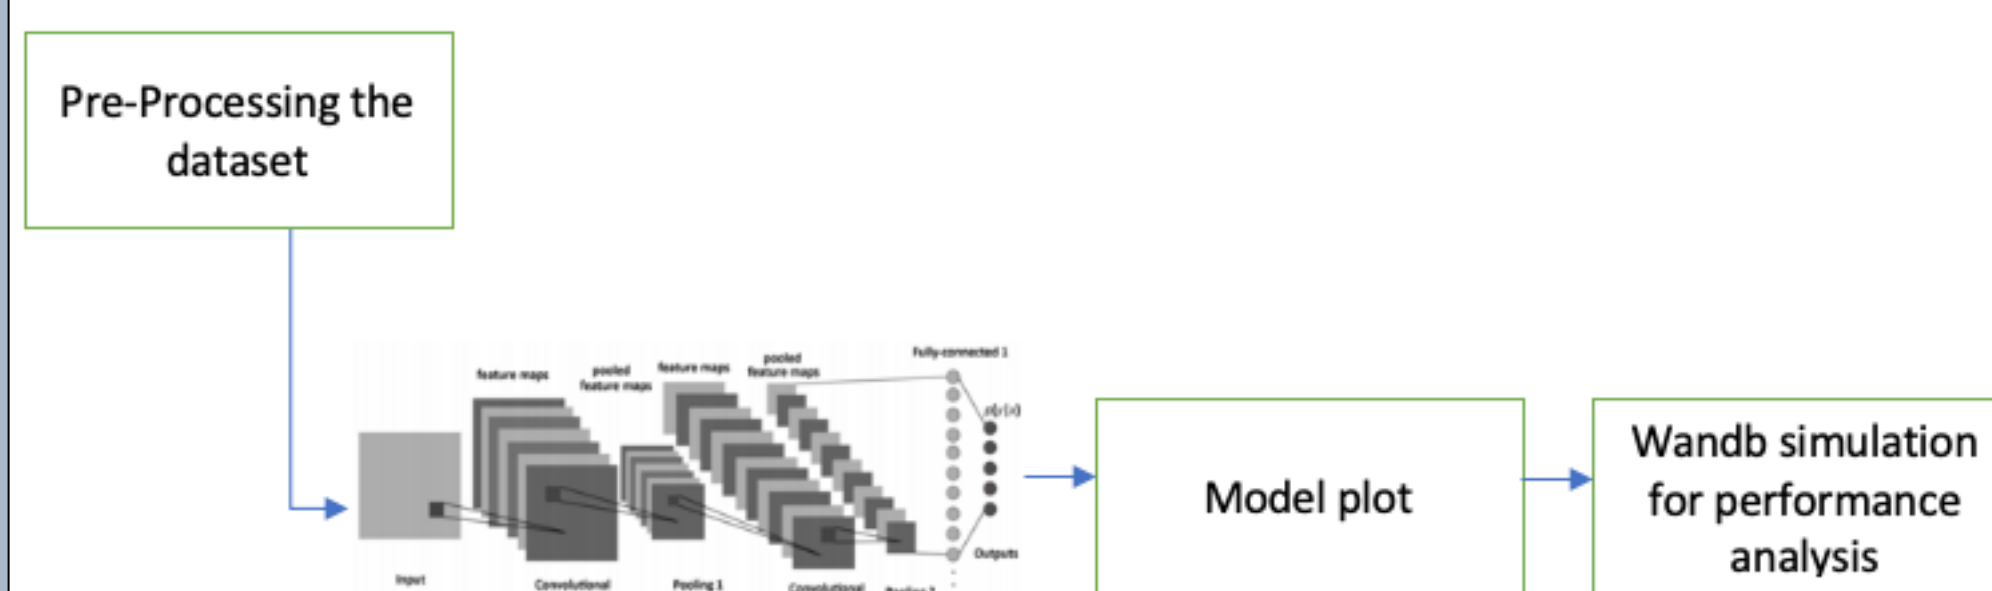 Pre-Processing the
dataset
feature maps
pooled
feature maps
feature maps
pooled
feature maps
Fully-connected 1
p(y|x)
Outputs
Input
Convolutional
Pooling 1
Convolutional
Model plot
Wandb simulation
for performance
analysis